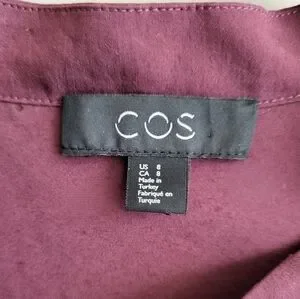 COS
US 8
CA 8
Made in
Turkey
Fabriqué en
Turquie